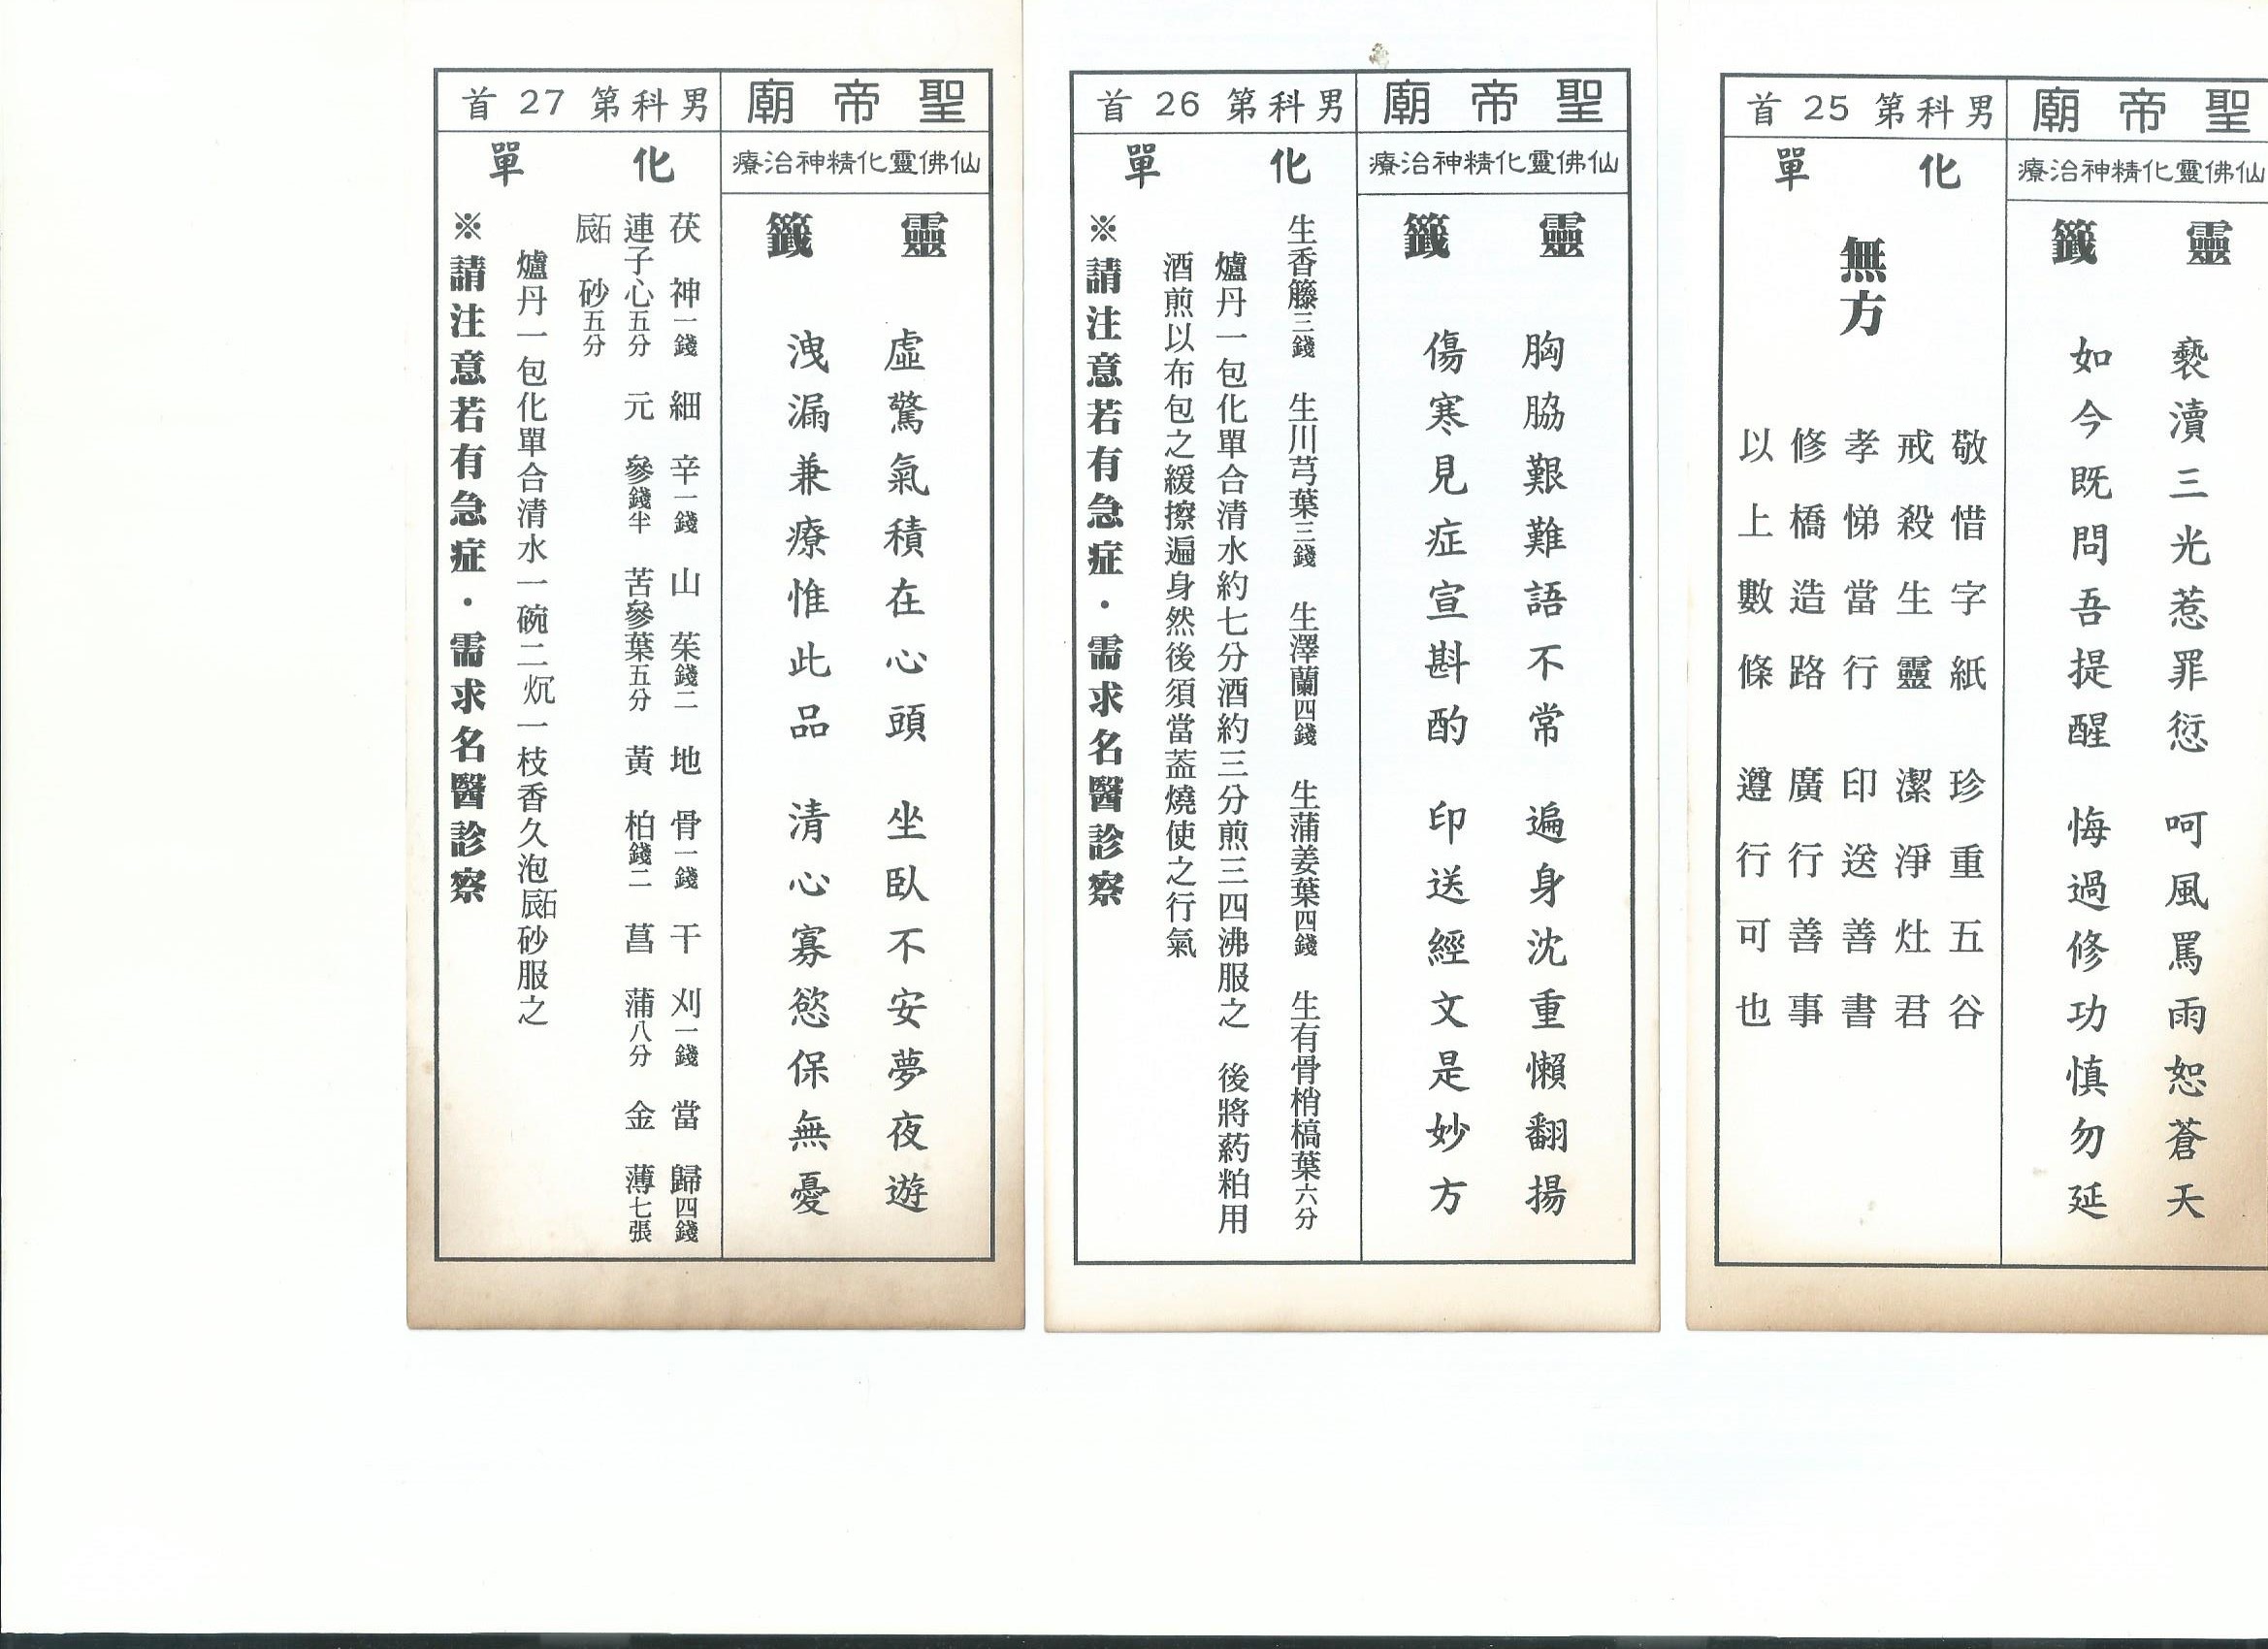 聖帝廟
男科第25首
仙佛靈化精神治療
靈籤
褻瀆三光惹罪愆　呵風罵雨恕蒼天
如今既問吾提醒　悔過修功慎勿延
化單
無方
敬惜字紙　珍重五谷
戒殺生靈　潔淨灶君
孝悌當行　印送善書
修橋造路　廣行善事
以上數條　遵行可也
聖帝廟
男科第26首
仙佛靈化精神治療
靈籤
胸脇艱難語不常　遍身沈重懶翻揚
傷寒見症宣斟酌　印送經文是妙方
化單
生香籐三錢　生川芎葉三錢　生澤蘭四錢　生蒲姜葉四錢　生有骨梢槁葉六分
爐丹一包化單合清水約七分酒約三分煎三四沸服之　後將葯粕用
酒煎以布包之緩擦遍身然後須當蓋燒使之行氣
※請注意若有急症・需求名醫診察
聖帝廟
男科第27首
仙佛靈化精神治療
靈籤
虛驚氣積在心頭　坐臥不安夢夜遊
洩漏兼療惟此品　清心寡慾保無憂
化單
茯神一錢　細辛一錢　山茱錢二　地骨一錢　干刈一錢　當歸四錢
連子心五分　元參錢半　苦參葉五分　黃柏錢二　菖蒲八分　金薄七張
砂五分
爐丹一包化單合清水一碗二炕一枝香久泡砂服之
※請注意若有急症・需求名醫診察